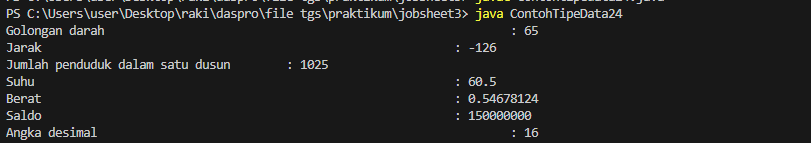 PS C:\Users\user\Desktop\raki\daspro\file tgs\praktikum\jobsheet3> java ContohTipeData24
Golongan darah : 65
Jarak : -126
Jumlah penduduk dalam satu dusun : 1025
Suhu : 60.5
Berat : 0.54678124
Saldo : 150000000
Angka desimal : 16